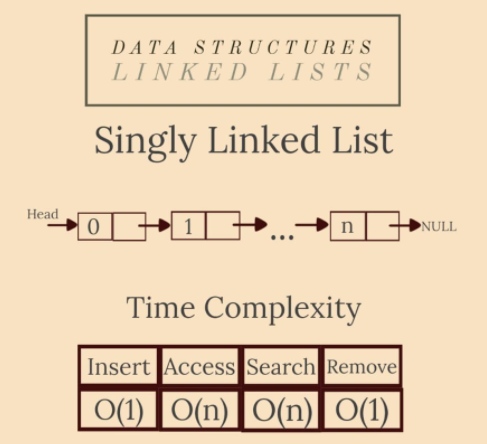 DATA STRUCTURES
LINKED LISTS
Singly Linked List
Head 0 1 ... n NULL
Time Complexity
Insert Access Search Remove
O(1) O(n) O(n) O(1)